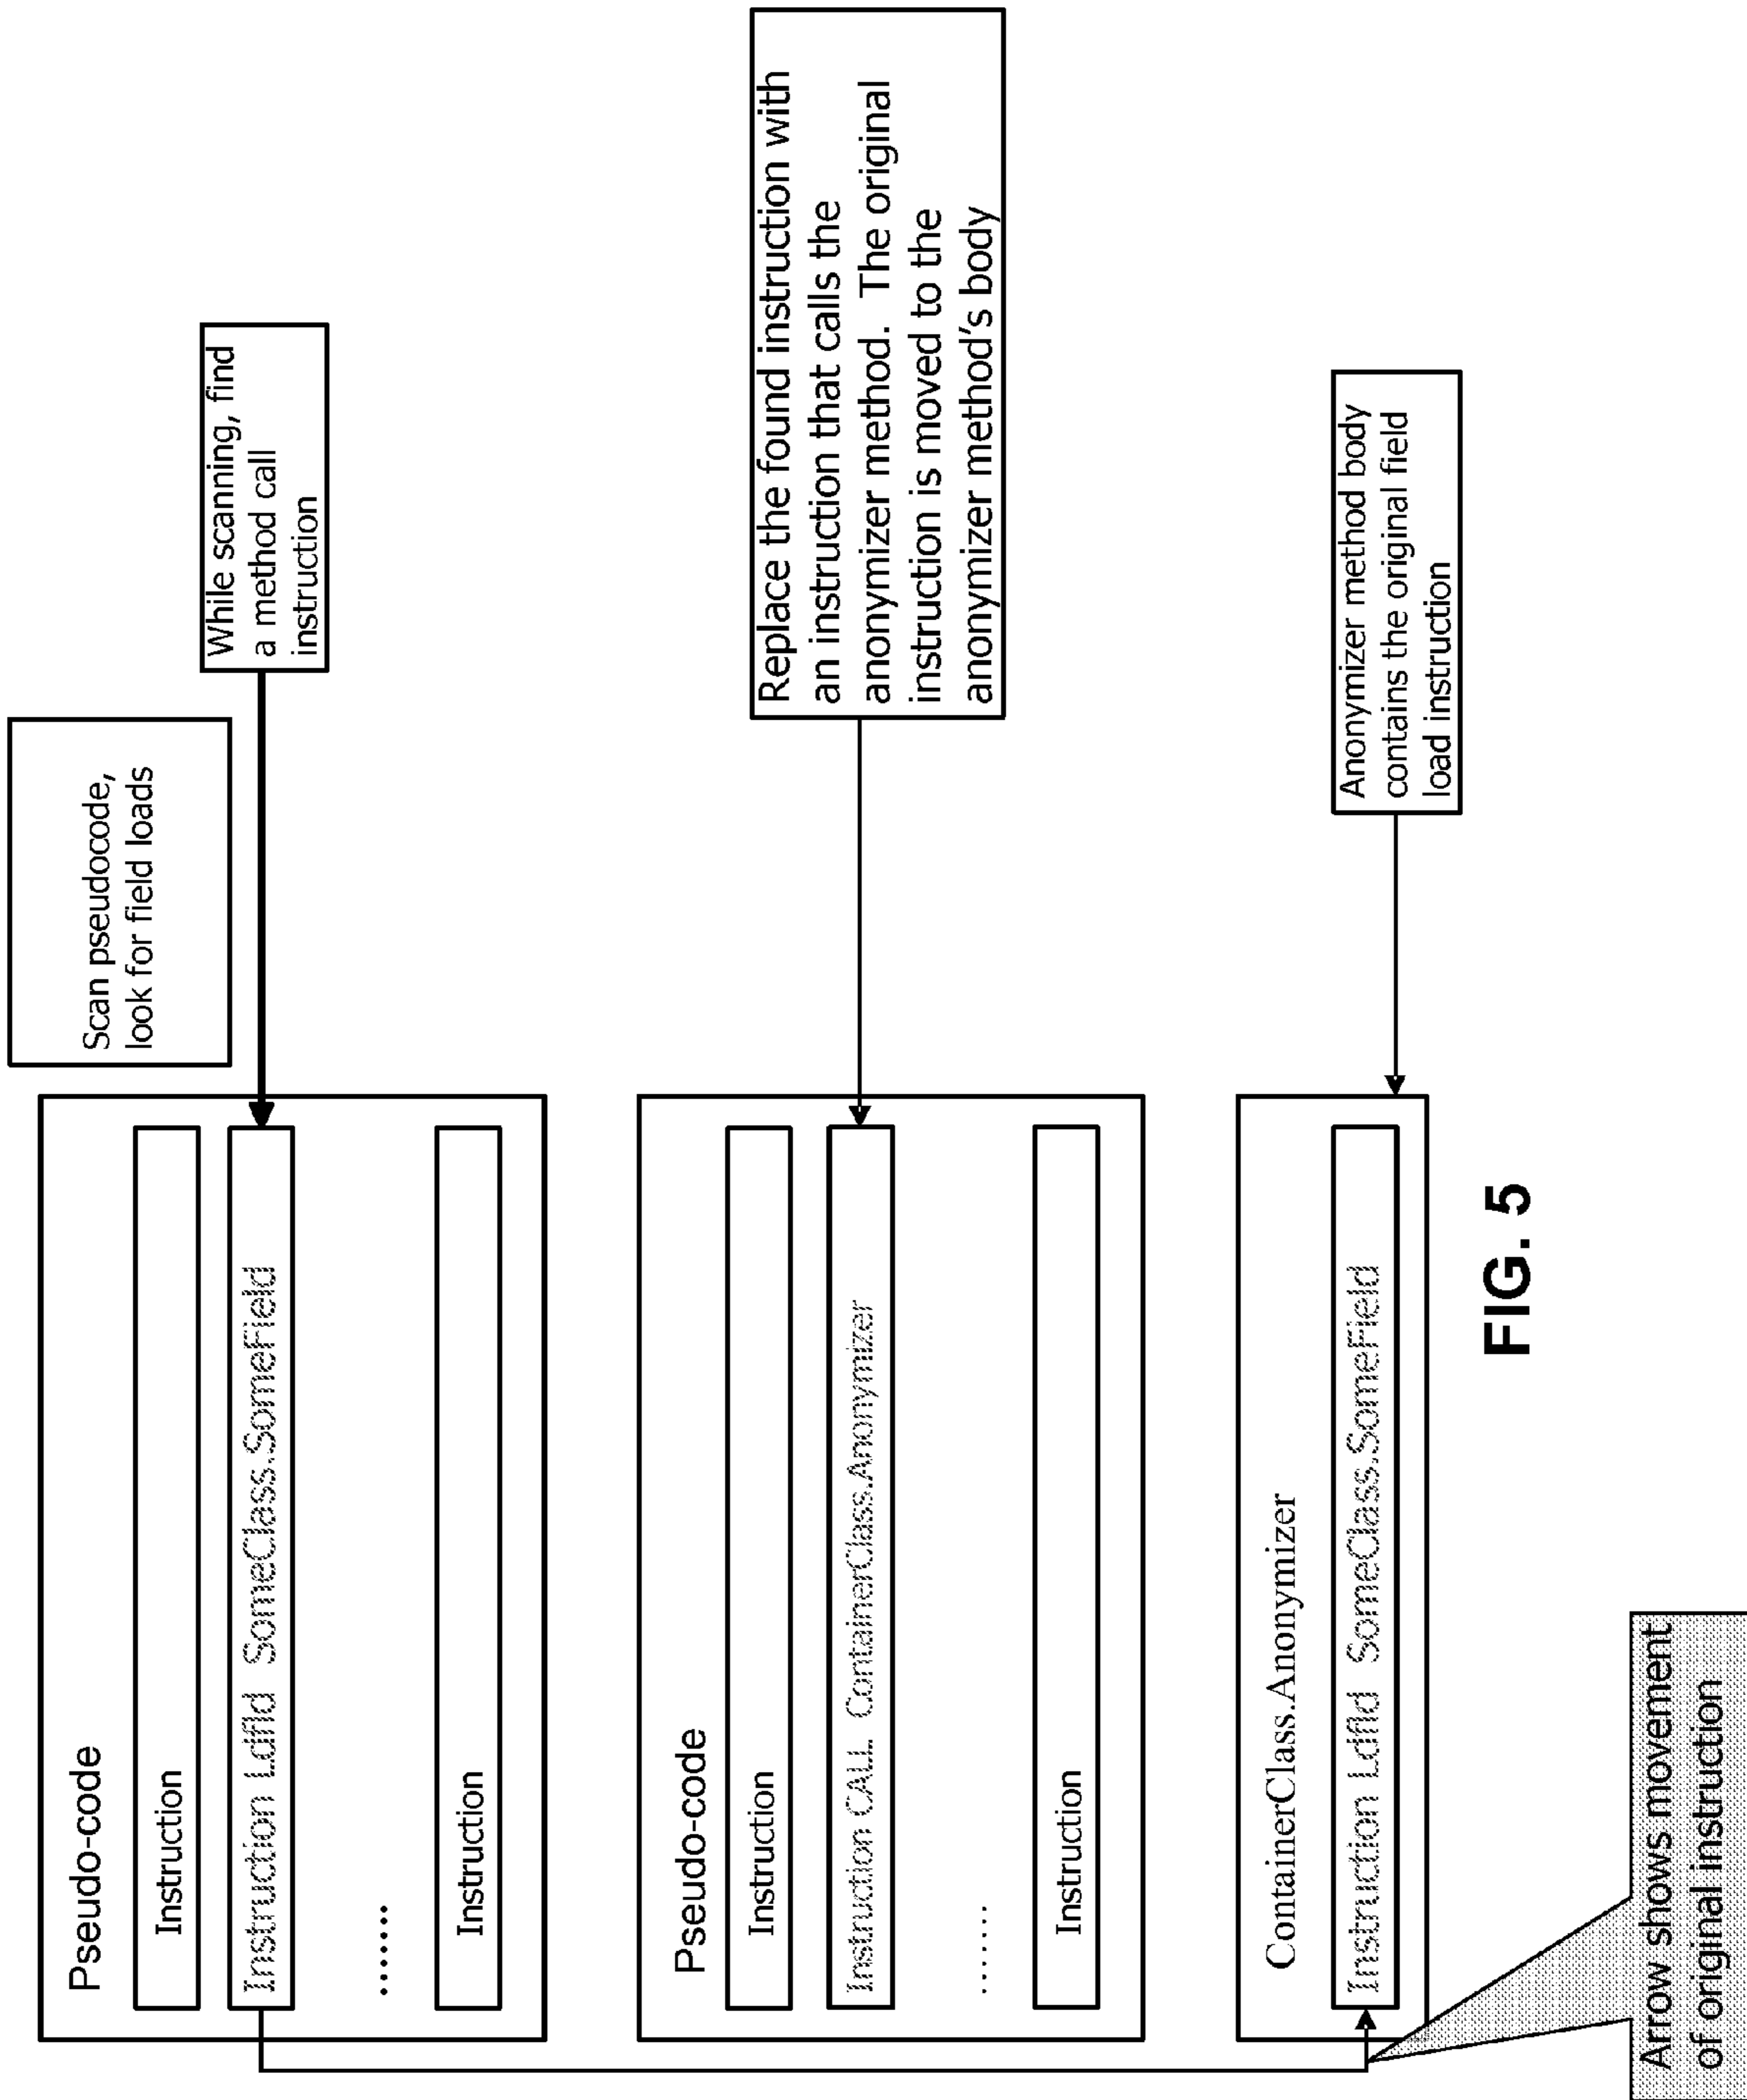 Scan pseudocode,
look for field loads
Pseudo-code
Instruction
Instruction Ldfld SomeClass.SomeField
.......
Instruction
While scanning, find
a method call
instruction
Pseudo-code
Instruction
Instruction CALL ContainerClass.Anonymizer
.......
Instruction
Replace the found instruction with
an instruction that calls the
anonymizer method. The original
instruction is moved to the
anonymizer method's body
ContainerClass.Anonymizer
Instruction Ldfld SomeClass.SomeField
Anonymizer method body
contains the original field
load instruction
Arrow shows movement
of original instruction
FIG. 5